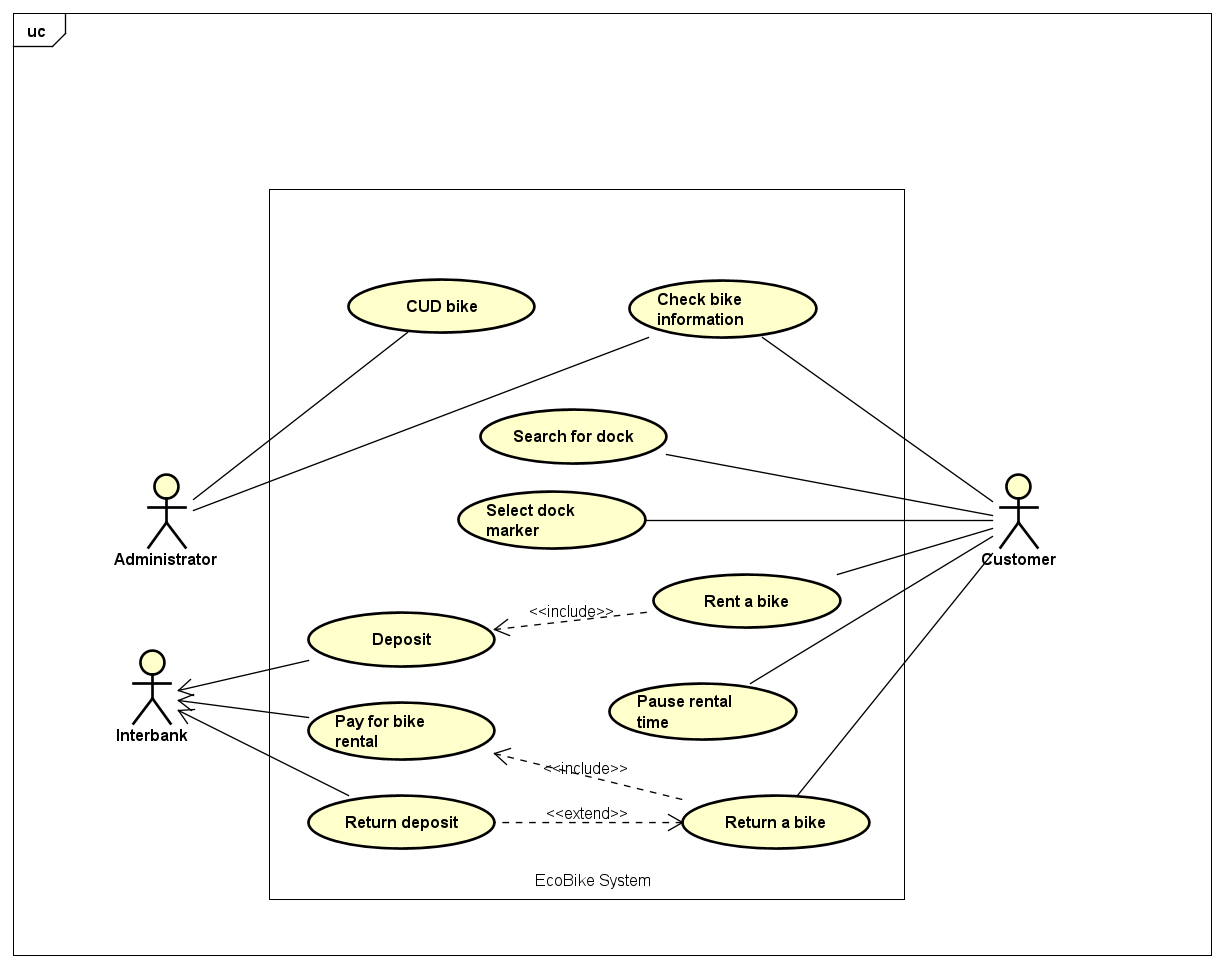 uc
CUD bike
Check bike
information
Search for dock
Select dock
marker
Administrator
Customer
Rent a bike
<<include>>
Deposit
Pause rental
time
Interbank
Pay for bike
rental
<<include>>
Return deposit
<<extend>>
Return a bike
EcoBike System